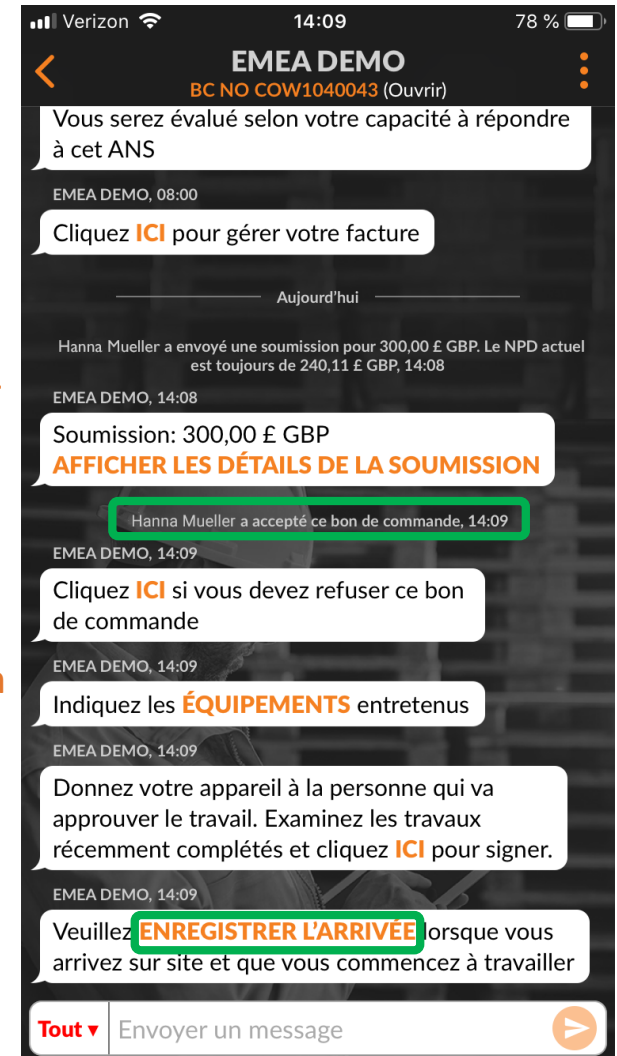 Verizon 14:09 78 %
EMEA DEMO
BC NO COW1040043 (Ouvrir)
Vous serez évalué selon votre capacité à répondre
à cet ANS
EMEA DEMO, 08:00
Cliquez ICI pour gérer votre facture
Aujourd'hui
Hanna Mueller a envoyé une soumission pour 300,00 £ GBP. Le NPD actuel
est toujours de 240,11 £ GBP, 14:08
EMEA DEMO, 14:08
Soumission: 300,00 £ GBP
AFFICHER LES DÉTAILS DE LA SOUMISSION
Hanna Mueller a accepté ce bon de commande, 14:09
EMEA DEMO, 14:09
Cliquez ICI si vous devez refuser ce bon
de commande
EMEA DEMO, 14:09
Indiquez les ÉQUIPEMENTS entretenus
EMEA DEMO, 14:09
Donnez votre appareil à la personne qui va
approuver le travail. Examinez les travaux
récemment complétés et cliquez ICI pour signer.
EMEA DEMO, 14:09
Veuillez ENREGISTRER L'ARRIVÉE lorsque vous
arrivez sur site et que vous commencez à travailler
Tout ▾ Envoyer un message